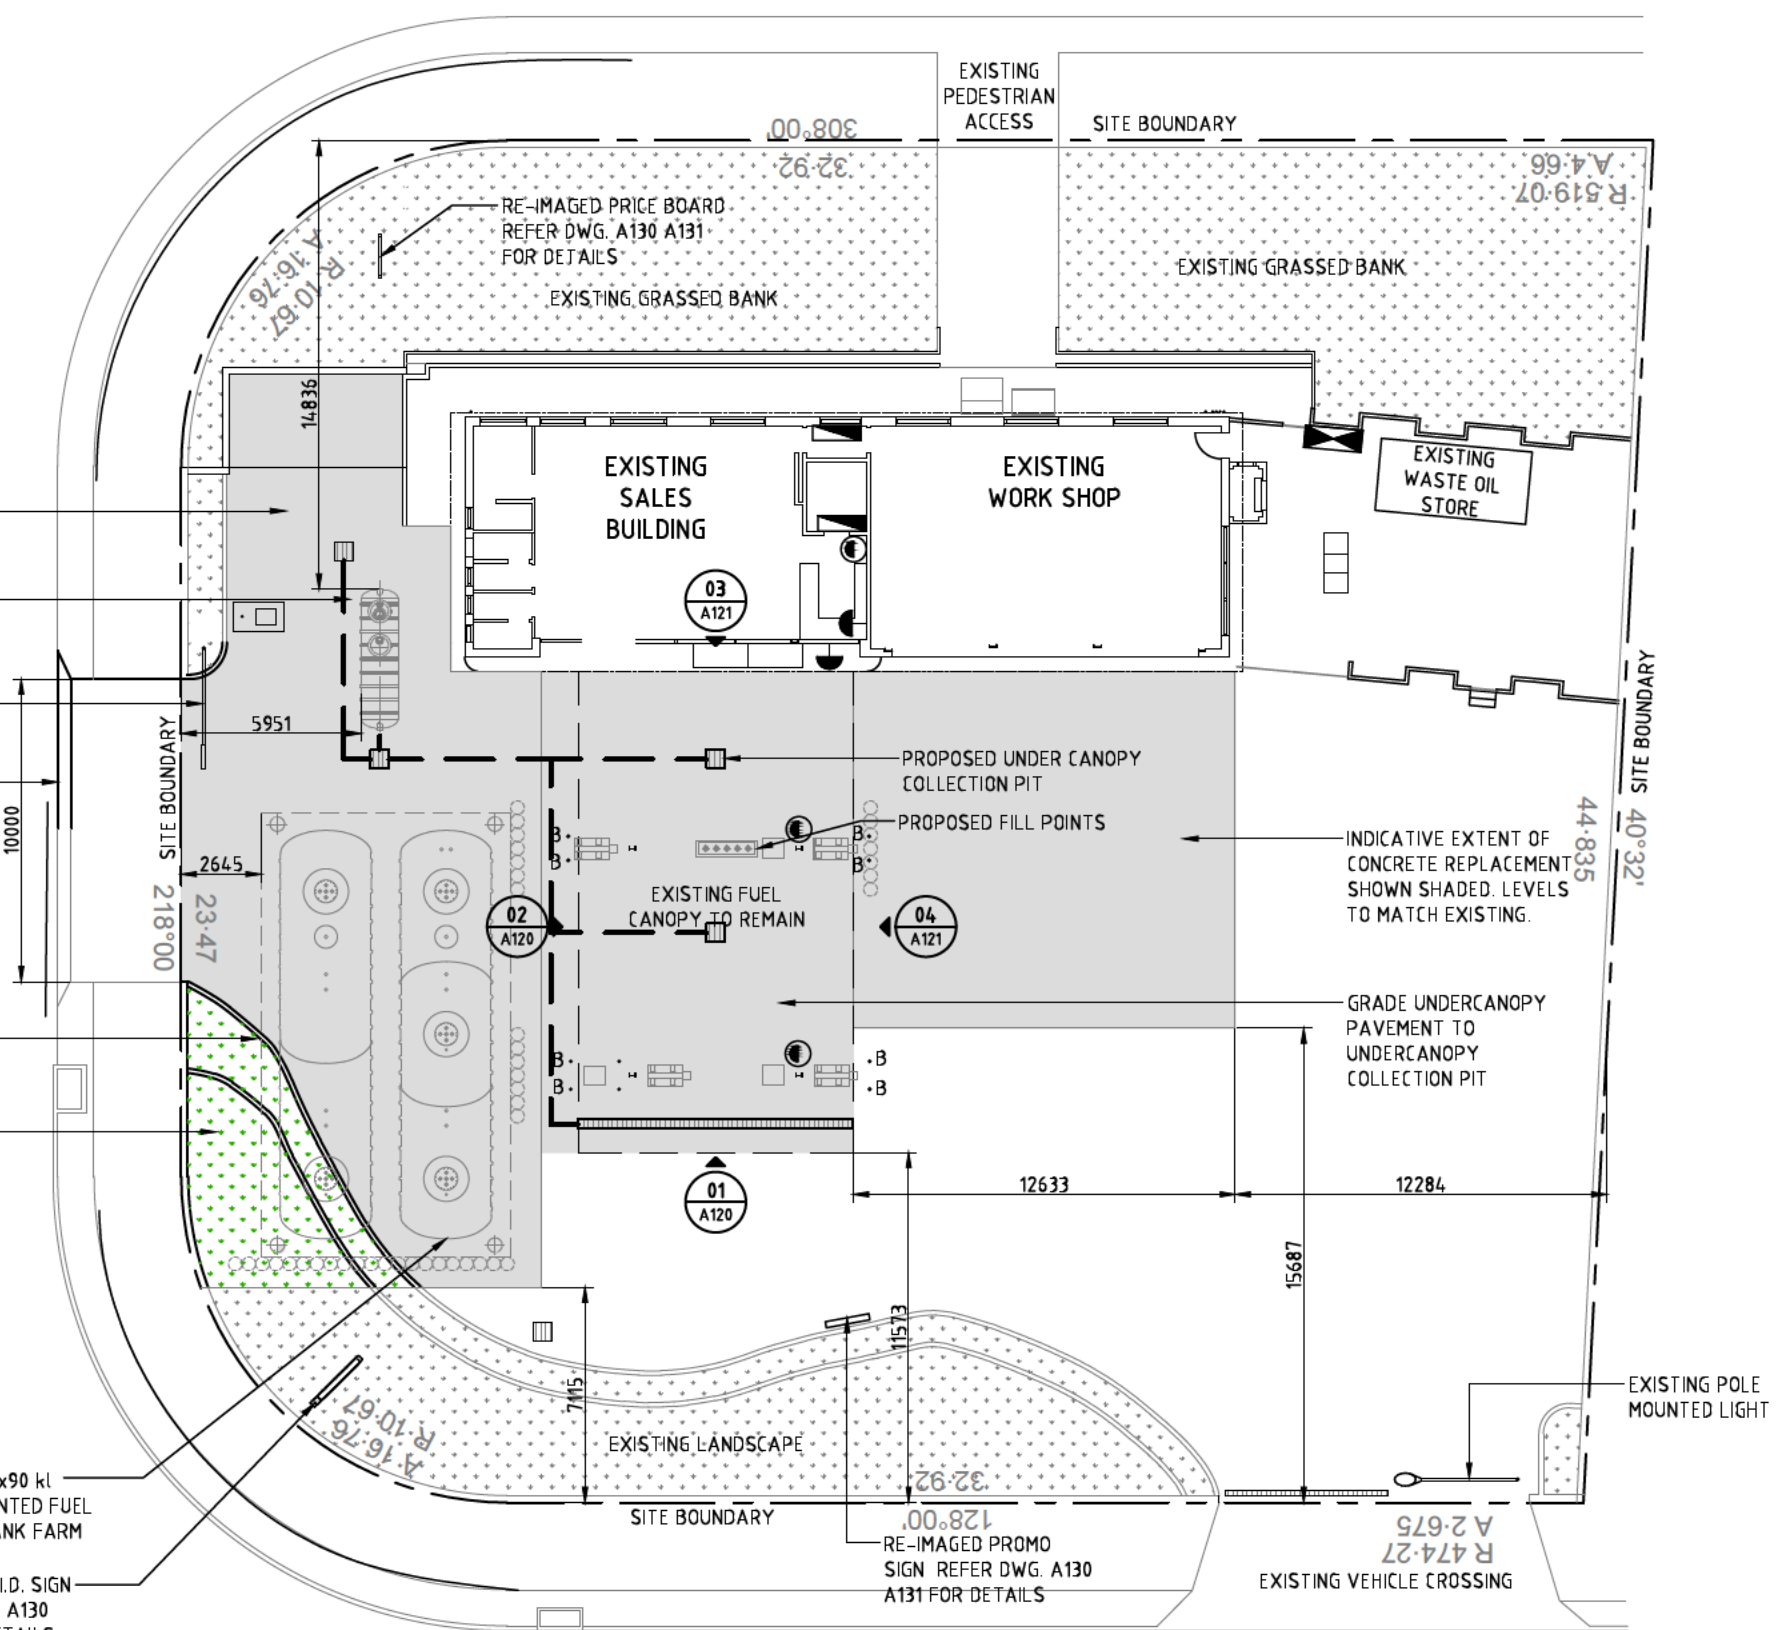 EXISTING
PEDESTRIAN
ACCESS
SITE BOUNDARY
308°00'
32·92
A 4·66
R 519·07
RE-IMAGED PRICE BOARD
REFER DWG. A130 A131
FOR DETAILS
A 16·76
R 10·67
EXISTING GRASSED BANK
EXISTING GRASSED BANK
14836
EXISTING
SALES
BUILDING
EXISTING
WORK SHOP
EXISTING
WASTE OIL
STORE
03
A121
5951
SITE BOUNDARY
10000
2645
23·47
218°00
PROPOSED UNDER CANOPY
COLLECTION PIT
PROPOSED FILL POINTS
B
B
B
B
EXISTING FUEL
CANOPY TO REMAIN
02
A120
04
A121
INDICATIVE EXTENT OF
CONCRETE REPLACEMENT
SHOWN SHADED. LEVELS
TO MATCH EXISTING.
SITE BOUNDARY
44·835
40°32'
GRADE UNDERCANOPY
PAVEMENT TO
UNDERCANOPY
COLLECTION PIT
B
B
B
B
01
A120
12633
12284
15687
11573
7115
EXISTING POLE
MOUNTED LIGHT
A 16·76
R 10·67
EXISTING LANDSCAPE
32·92
128°00'
SITE BOUNDARY
A 2·675
R 474·27
EXISTING VEHICLE CROSSING
RE-IMAGED PROMO
SIGN REFER DWG. A130
A131 FOR DETAILS
x90 kl
NTED FUEL
NK FARM
I.D. SIGN
A130